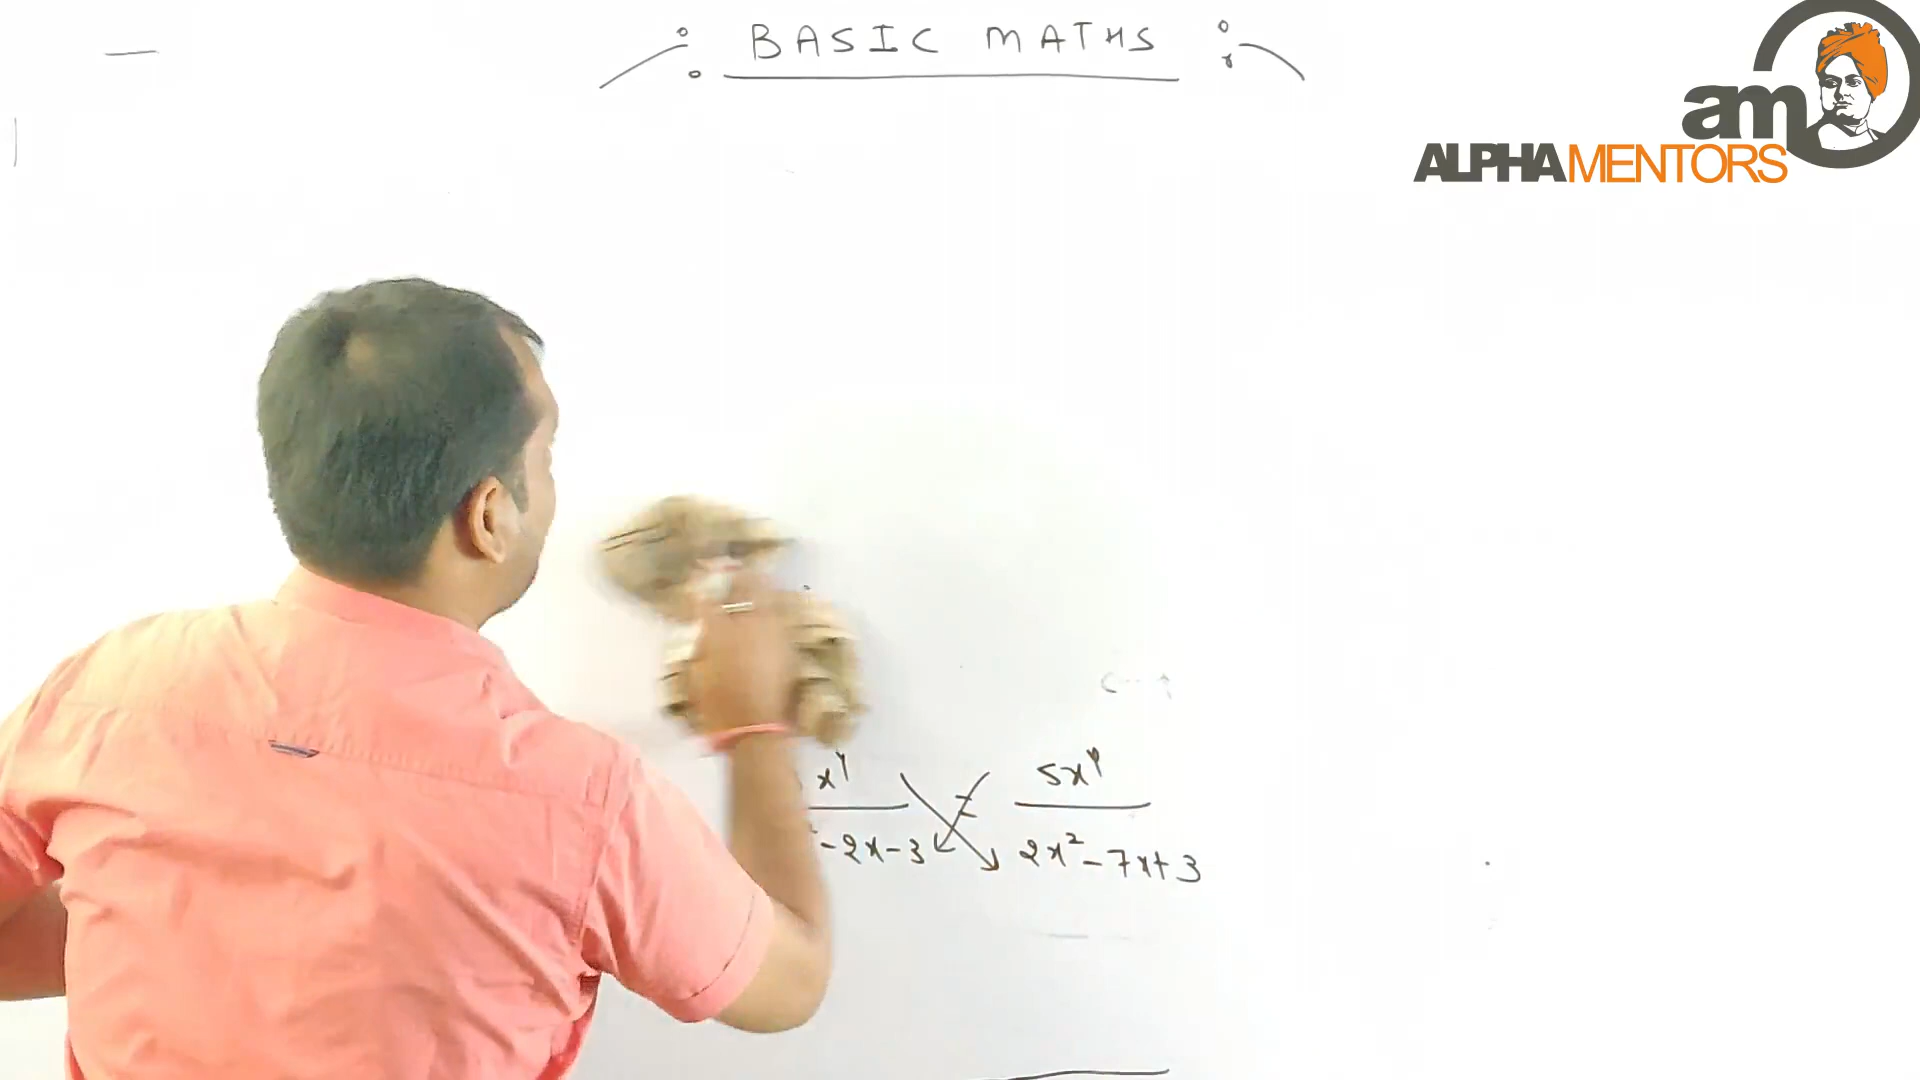 BASIC MATHS
am
ALPHAMENTORS
x⁴ = 5x⁴
-2x-3 2x²-7x+3